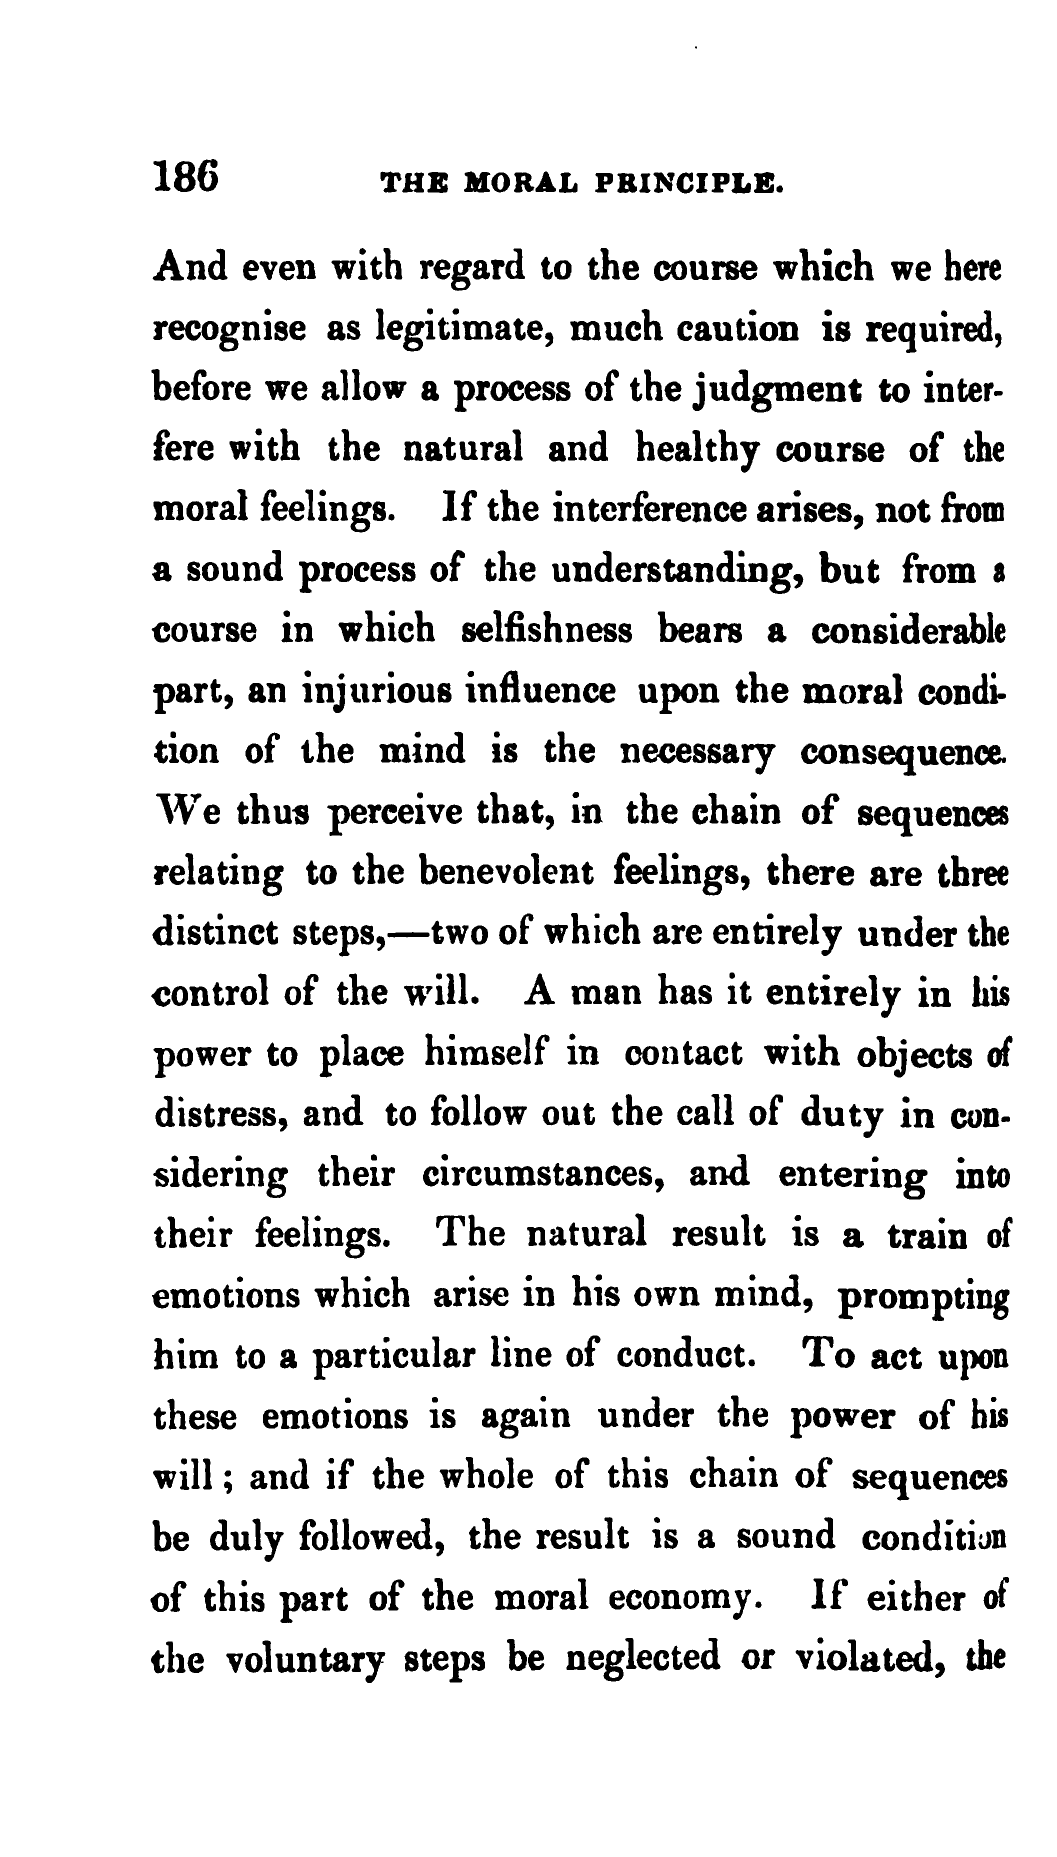 186 THE MORAL PRINCIPLE.
And even with regard to the course which we here
recognise as legitimate, much caution is required,
before we allow a process of the judgment to inter-
fere with the natural and healthy course of the
moral feelings. If the interference arises, not from
a sound process of the understanding, but from a
course in which selfishness bears a considerable
part, an injurious influence upon the moral condi-
tion of the mind is the necessary consequence.
We thus perceive that, in the chain of sequences
relating to the benevolent feelings, there are three
distinct steps,—two of which are entirely under the
control of the will. A man has it entirely in his
power to place himself in contact with objects of
distress, and to follow out the call of duty in con-
sidering their circumstances, and entering into
their feelings. The natural result is a train of
emotions which arise in his own mind, prompting
him to a particular line of conduct. To act upon
these emotions is again under the power of his
will ; and if the whole of this chain of sequences
be duly followed, the result is a sound condition
of this part of the moral economy. If either of
the voluntary steps be neglected or violated, the